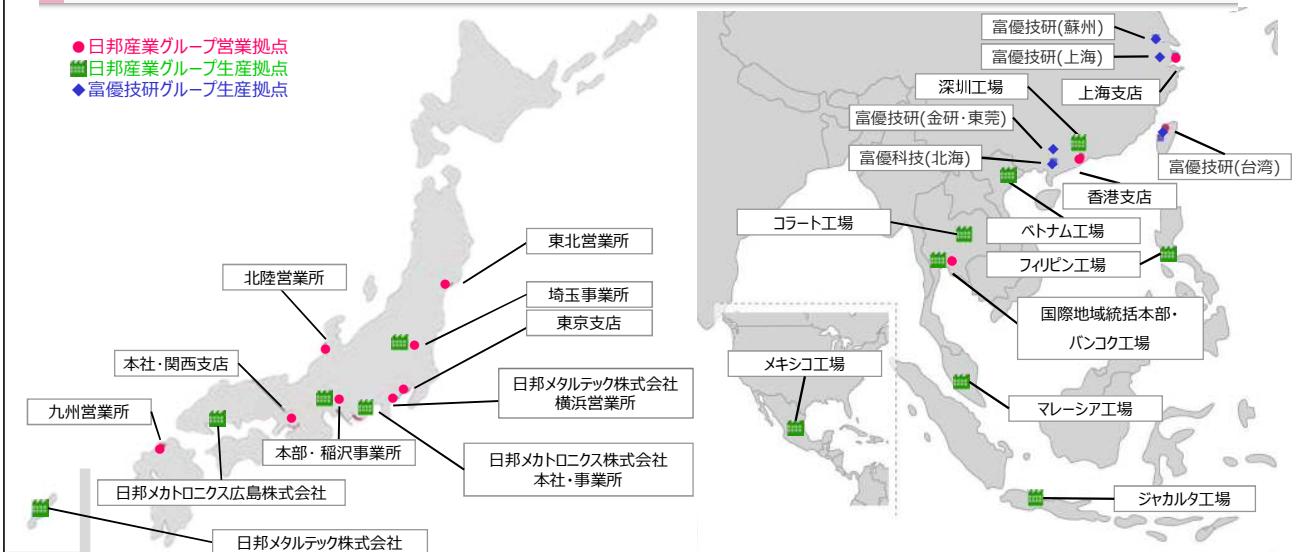 日邦産業グループ営業拠点
日邦産業グループ生産拠点
富優技研グループ生産拠点
東北営業所
北陸営業所
埼玉事業所
東京支店
本社・関西支店
日邦メタルテック株式会社
横浜営業所
九州営業所
本部・稲沢事業所
日邦メカトロニクス株式会社
本社・事業所
日邦メカトロニクス広島株式会社
日邦メタルテック株式会社
富優技研(蘇州)
富優技研(上海)
深圳工場
上海支店
富優技研(金研・東莞)
富優科技(北海)
富優技研(台湾)
香港支店
コラート工場
ベトナム工場
フィリピン工場
国際地域統括本部・
バンコク工場
メキシコ工場
マレーシア工場
ジャカルタ工場